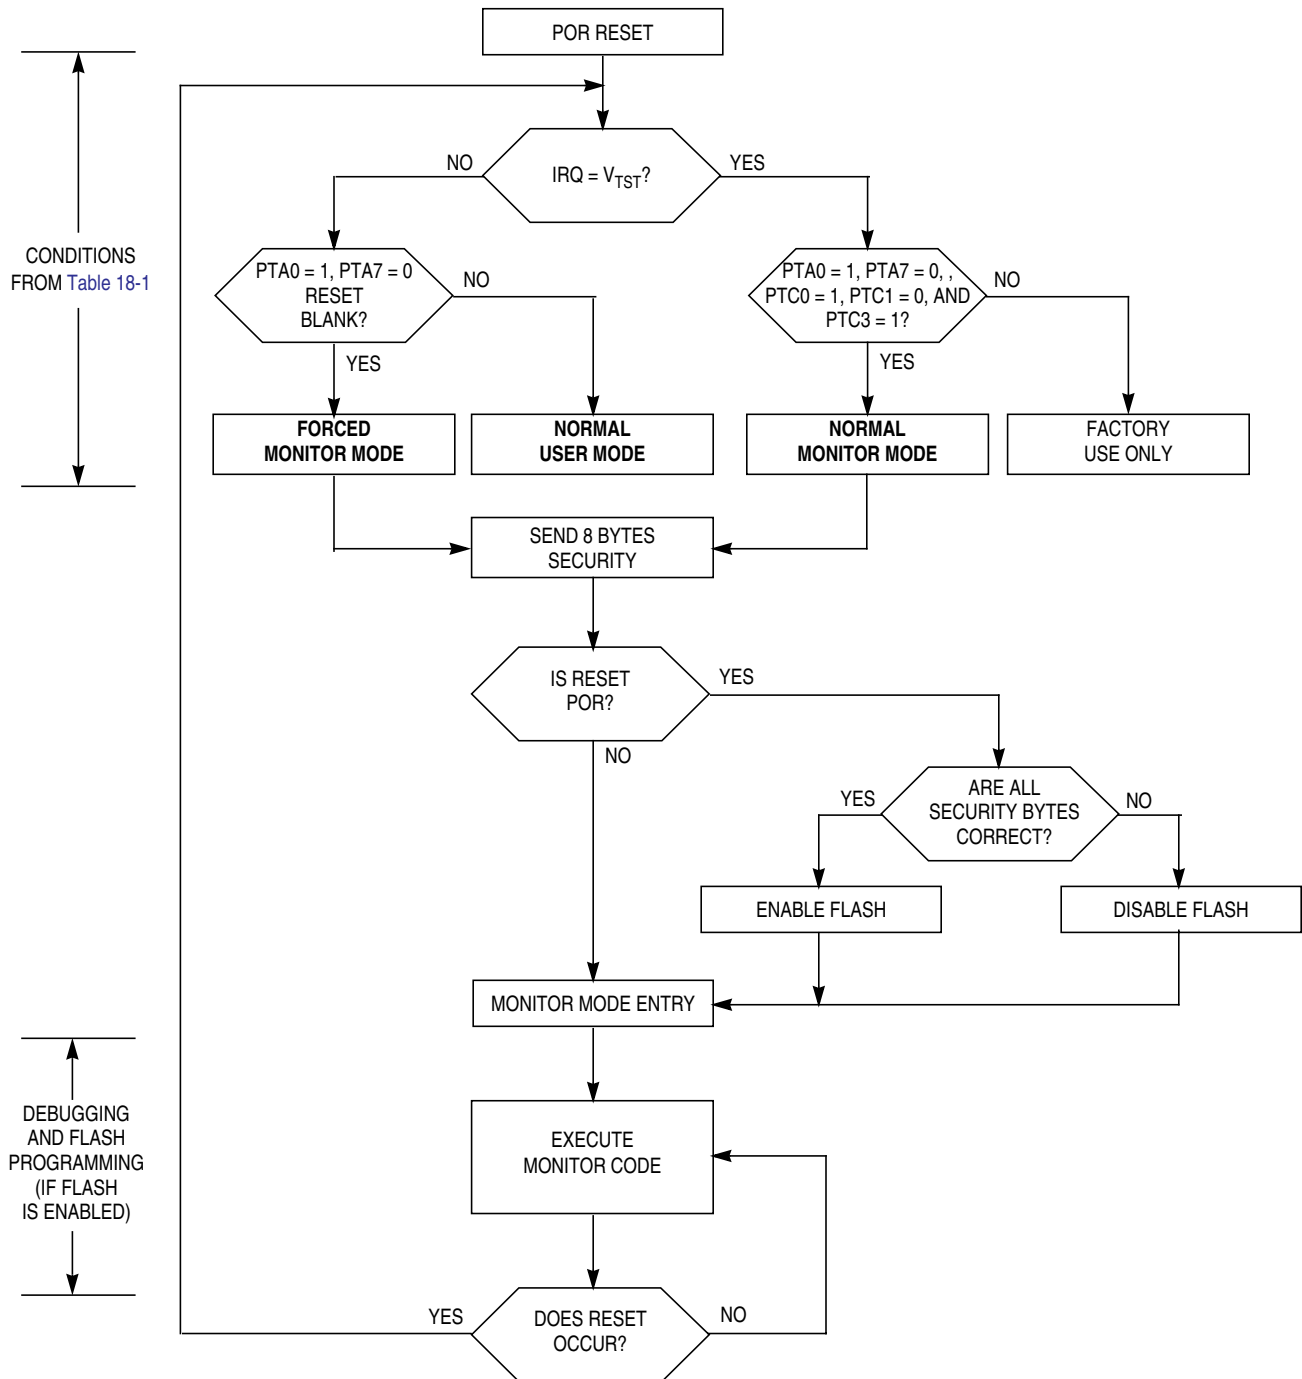 POR RESET
NO
YES
IRQ = VTST?
CONDITIONS
FROM Table 18-1
PTA0 = 1, PTA7 = 0
RESET
BLANK?
NO
YES
PTA0 = 1, PTA7 = 0, ,
PTC0 = 1, PTC1 = 0, AND
PTC3 = 1?
NO
YES
FORCED
MONITOR MODE
NORMAL
USER MODE
NORMAL
MONITOR MODE
FACTORY
USE ONLY
SEND 8 BYTES
SECURITY
IS RESET
POR?
YES
NO
ARE ALL
SECURITY BYTES
CORRECT?
YES
NO
ENABLE FLASH
DISABLE FLASH
MONITOR MODE ENTRY
DEBUGGING
AND FLASH
PROGRAMMING
(IF FLASH
IS ENABLED)
EXECUTE
MONITOR CODE
YES
DOES RESET
OCCUR?
NO